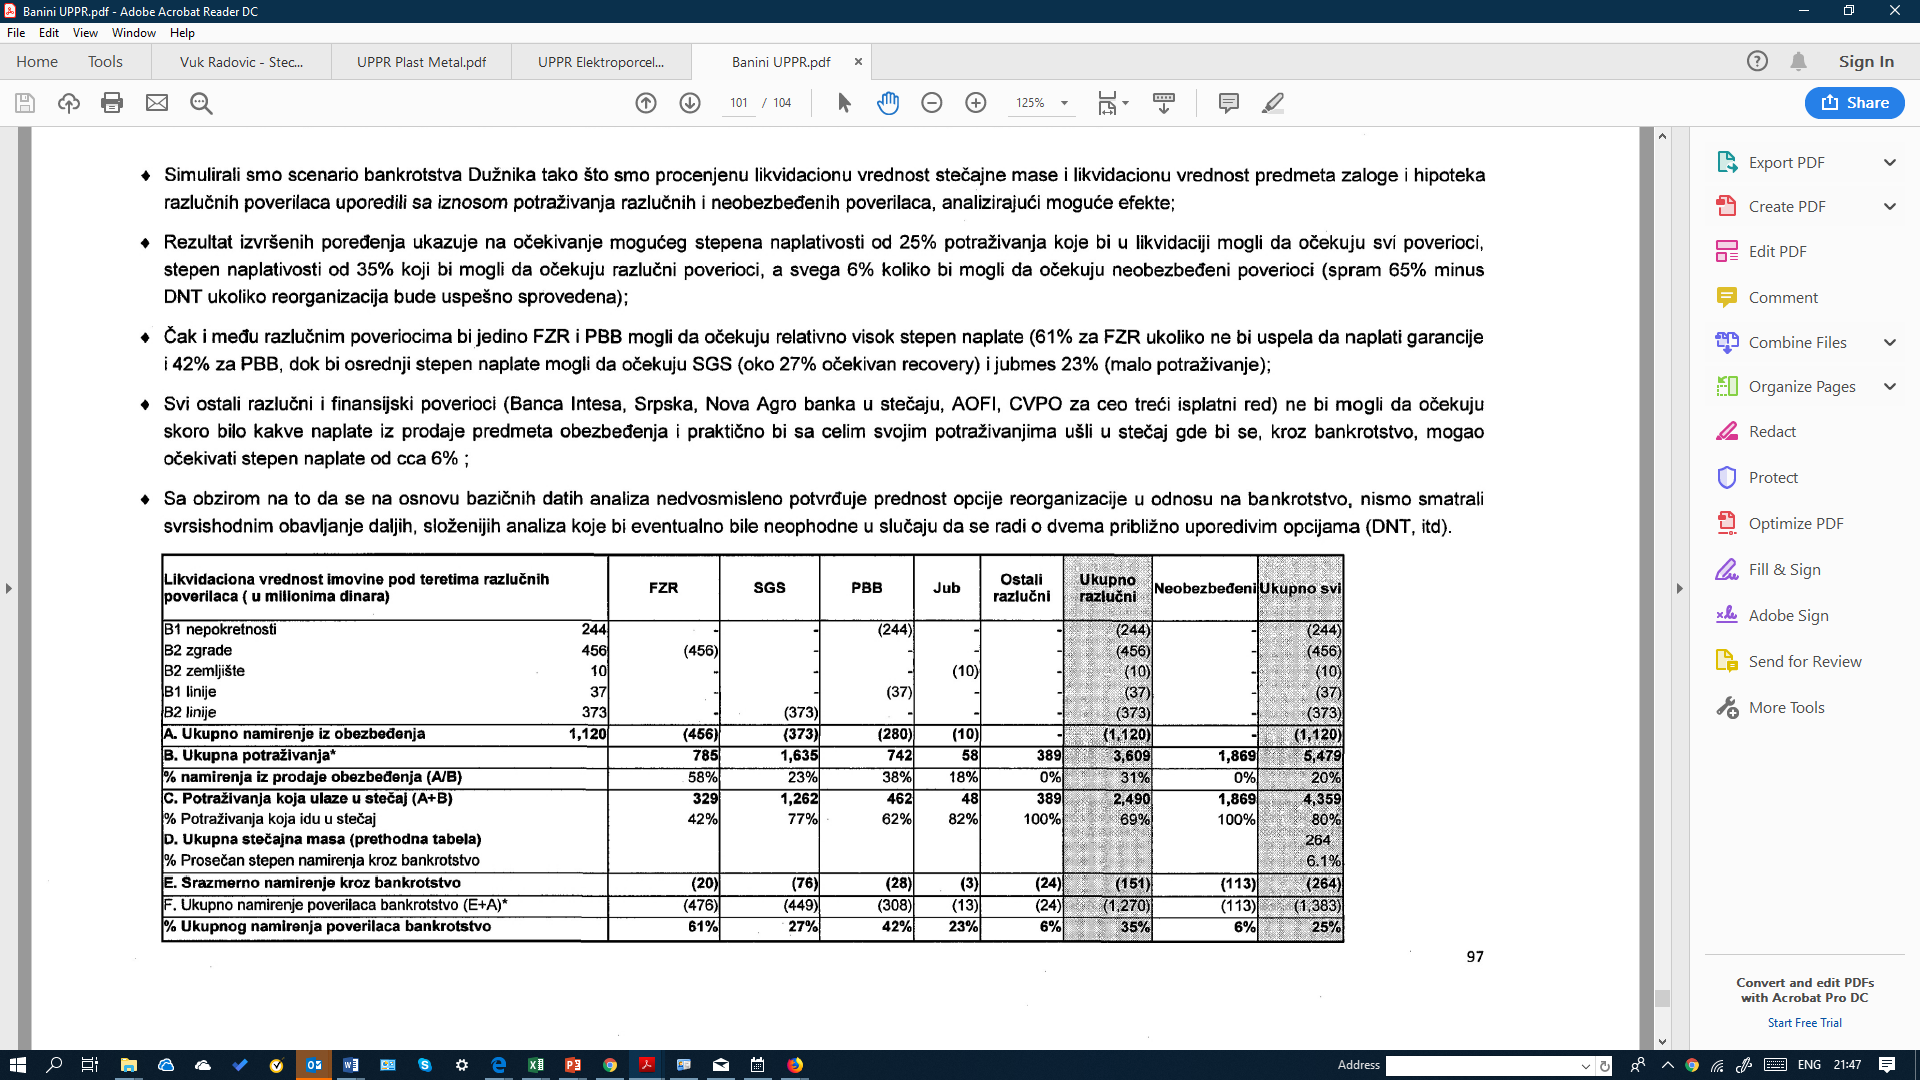 Banini UPPR.pdf - Adobe Acrobat Reader DC
File Edit View Window Help
Home Tools Vuk Radovic - Stec... UPPR Plast Metal.pdf UPPR Elektroporcel... Banini UPPR.pdf × Sign In
101 / 104 125% Share
♦ Simulirali smo scenario bankrotstva Dužnika tako što smo procenjenu likvidacionu vrednost stečajne mase i likvidacionu vrednost predmeta zaloge i hipoteka
razlučnih poverilaca uporedili sa iznosom potraživanja razlučnih i neobezbeđenih poverilaca, analizirajući moguće efekte;
♦ Rezultat izvršenih poređenja ukazuje na očekivanje mogućeg stepena naplativosti od 25% potraživanja koje bi u likvidaciji mogli da očekuju svi poverioci,
stepen naplativosti od 35% koji bi mogli da očekuju razlučni poverioci, a svega 6% koliko bi mogli da očekuju neobezbeđeni poverioci (spram 65% minus
DNT ukoliko reorganizacija bude uspešno sprovedena);
♦ Čak i među razlučnim poveriocima bi jedino FZR i PBB mogli da očekuju relativno visok stepen naplate (61% za FZR ukoliko ne bi uspela da naplati garancije
i 42% za PBB, dok bi osrednji stepen naplate mogli da očekuju SGS (oko 27% očekivan recovery) i jubmes 23% (malo potraživanje);
♦ Svi ostali razlučni i finansijski poverioci (Banca Intesa, Srpska, Nova Agro banka u stečaju, AOFI, CVPO za ceo treći isplatni red) ne bi mogli da očekuju
skoro bilo kakve naplate iz prodaje predmeta obezbeđenja i praktično bi sa celim svojim potraživanjima ušli u stečaj gde bi se, kroz bankrotstvo, mogao
očekivati stepen naplate od cca 6% ;
♦ Sa obzirom na to da se na osnovu bazičnih datih analiza nedvosmisleno potvrđuje prednost opcije reorganizacije u odnosu na bankrotstvo, nismo smatrali
svrsishodnim obavljanje daljih, složenijih analiza koje bi eventualno bile neophodne u slučaju da se radi o dvema približno uporedivim opcijama (DNT, itd).
Likvidaciona vrednost imovine pod teretima razlučnih
poverilaca ( u milionima dinara) FZR SGS PBB Jub Ostali razlučni Ukupno razlučni Neobezbeđeni Ukupno svi
B1 nepokretnosti 244 - - (244) - - (244) - (244)
B2 zgrade 456 (456) - - - - (456) - (456)
B2 zemljište 10 - - - (10) - (10) - (10)
B1 linije 37 - - (37) - - (37) - (37)
B2 linije 373 - (373) - - - (373) - (373)
A. Ukupno namirenje iz obezbeđenja 1,120 (456) (373) (280) (10) - (1,120) - (1,120)
B. Ukupna potraživanja* 785 1,635 742 58 389 3,609 1,869 5,479
% namirenja iz prodaje obezbeđenja (A/B) 58% 23% 38% 18% 0% 31% 0% 20%
C. Potraživanja koja ulaze u stečaj (A+B) 329 1,262 462 48 389 2,490 1,869 4,359
% Potraživanja koja idu u stečaj 42% 77% 62% 82% 100% 69% 100% 80%
D. Ukupna stečajna masa (prethodna tabela) 264
% Prosečan stepen namirenja kroz bankrotstvo 6.1%
E. Srazmerno namirenje kroz bankrotstvo (20) (76) (28) (3) (24) (151) (113) (264)
F. Ukupno namirenje poverilaca bankrotstvo (E+A)* (476) (449) (308) (13) (24) (1,270) (113) (1,383)
% Ukupnog namirenja poverilaca bankrotstvo 61% 27% 42% 23% 6% 35% 6% 25%
97
Export PDF
Create PDF
Edit PDF
Comment
Combine Files
Organize Pages
Redact
Protect
Optimize PDF
Fill & Sign
Adobe Sign
Send for Review
More Tools
Convert and edit PDFs
with Acrobat Pro DC
Start Free Trial
Address ENG 21:47